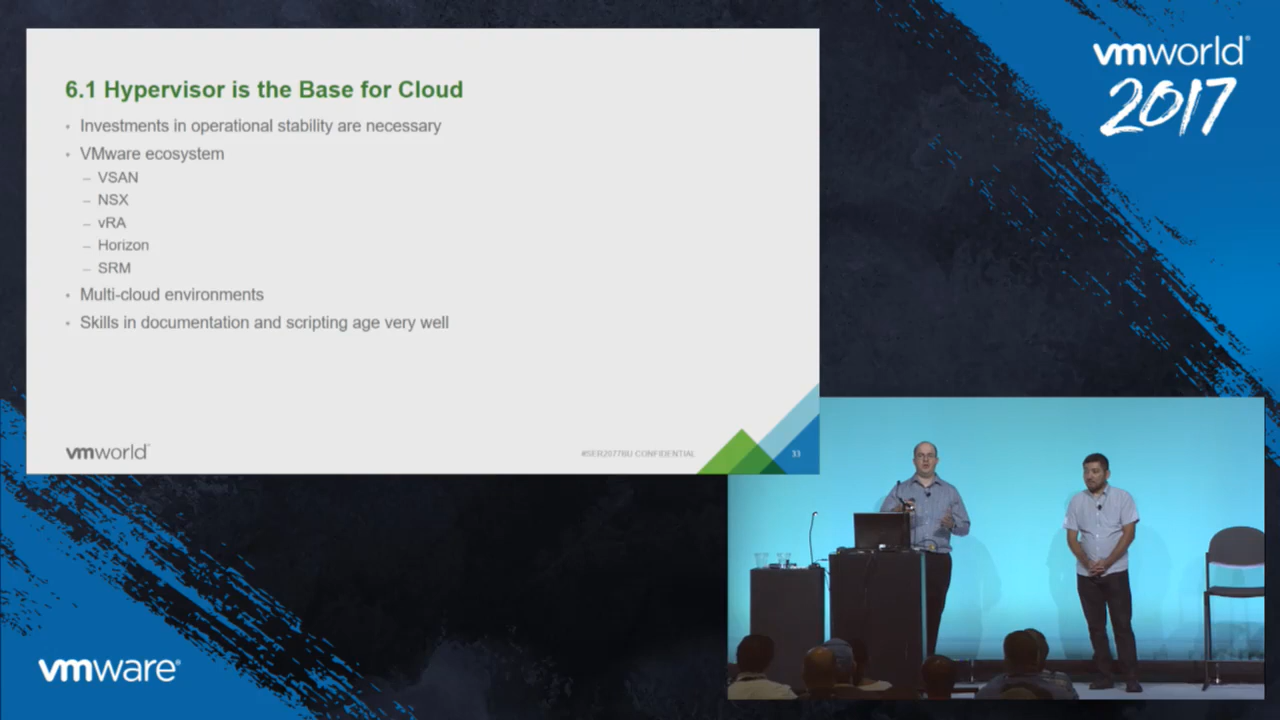 6.1 Hypervisor is the Base for Cloud
• Investments in operational stability are necessary
• VMware ecosystem
– VSAN
– NSX
– vRA
– Horizon
– SRM
• Multi-cloud environments
• Skills in documentation and scripting age very well
vmworld
#SER2077BU CONFIDENTIAL
33
vmworld®
2017
vmware®